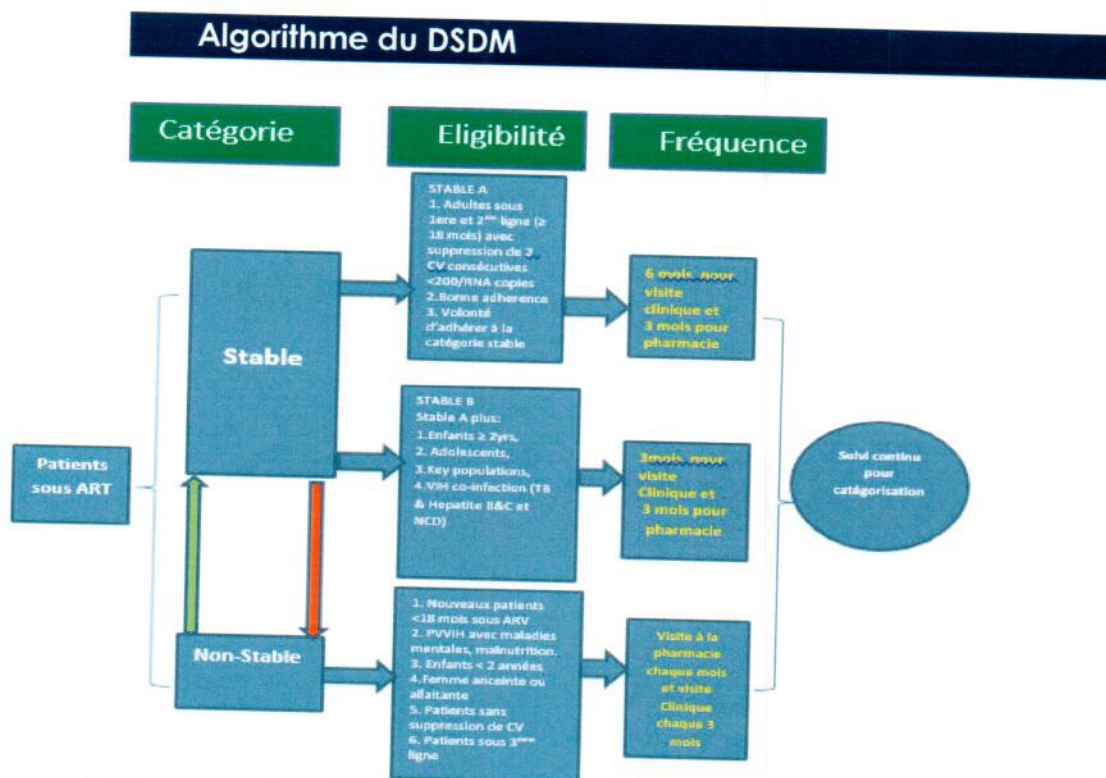 Algorithme du DSDM
Catégorie
Eligibilité
Fréquence
Patients
sous ART
Stable
STABLE A
1. Adultes sous
1ere et 2ème ligne (≥
18 mois) avec
suppression de 2
CV consécutives
<200/RNA copies
2.Bonne adherence
3. Volonté
d'adhérer à la
catégorie stable
6 mois pour
visite
clinique et
3 mois pour
pharmacie
STABLE B
Stable A plus:
1.Enfants ≥ 2yrs,
2. Adolescents,
3.Key populations,
4.VIH co-infection (TB
& Hepatite B&C et
NCD)
3mois pour
visite
Clinique et
3 mois pour
pharmacie
Non-Stable
1. Nouveaux patients
<18 mois sous ARV
2. PVVIH avec maladies
mentales, malnutrition.
3. Enfants < 2 années
4.Femme enceinte ou
allaitante
5. Patients sans
suppression de CV
6. Patients sous 3ème
ligne
Visite à la
pharmacie
chaque mois
et visite
Clinique
chaque 3
mois
Suivi continu
pour
catégorisation